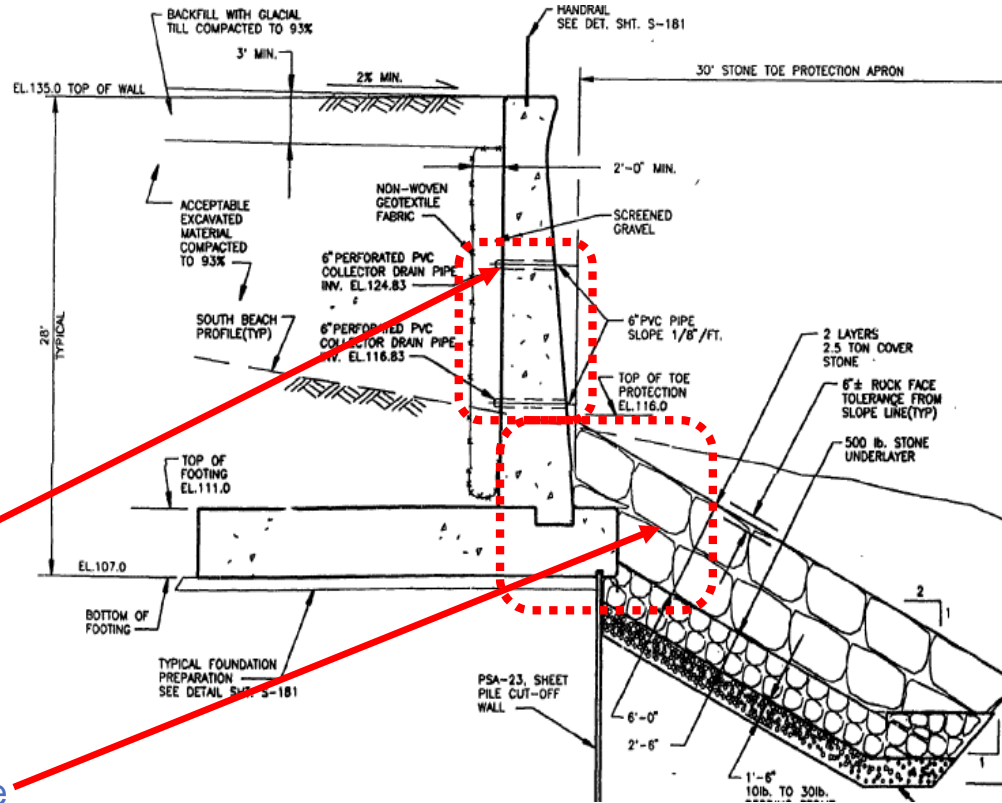 BACKFILL WITH GLACIAL
TILL COMPACTED TO 93%
HANDRAIL
SEE DET. SHT. S-181
3' MIN.
2% MIN.
30' STONE TOE PROTECTION APRON
EL.135.0 TOP OF WALL
2'-0" MIN.
NON-WOVEN
GEOTEXTILE
FABRIC
ACCEPTABLE
EXCAVATED
MATERIAL
COMPACTED
TO 93%
SCREENED
GRAVEL
6" PERFORATED PVC
COLLECTOR DRAIN PIPE
INV. EL.124.83
28'
TYPICAL
SOUTH BEACH
PROFILE(TYP)
6" PERFORATED PVC
COLLECTOR DRAIN PIPE
INV. EL.116.83
6" PVC PIPE
SLOPE 1/8"/FT.
2 LAYERS
2.5 TON COVER
STONE
TOP OF TOE
PROTECTION
EL.116.0
6"± ROCK FACE
TOLERANCE FROM
SLOPE LINE(TYP)
500 lb. STONE
UNDERLAYER
TOP OF
FOOTING
EL.111.0
EL.107.0
BOTTOM OF
FOOTING
2
1
TYPICAL FOUNDATION
PREPARATION
SEE DETAIL SHT. S-181
PSA-23, SHEET
PILE CUT-OFF
WALL
6'-0"
2'-6"
1
1'-6"
10lb. TO 30lb.